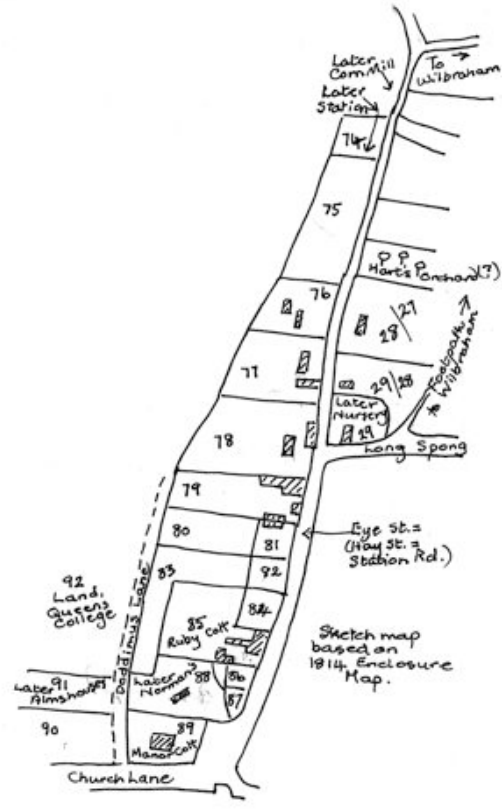 Later
Corn Mill
To
Wilbraham
Later
Station
74
75
Hart's Orchard(?)
76
28/27
Footpath
to Wilbraham
77
29/28
Later
Nursery
29
78
Long Spong
79
80
81
Eye St. =
(Hay St. =
Station Rd.)
82
83
92
Land,
Queens
College
Doddimus Lane
84
85
Ruby Cott
Sketch map
based on
1814 Enclosure
Map.
91
Later
Almshouses
Later
Normans
88
86
87
90
89
Manor Cott
Church Lane